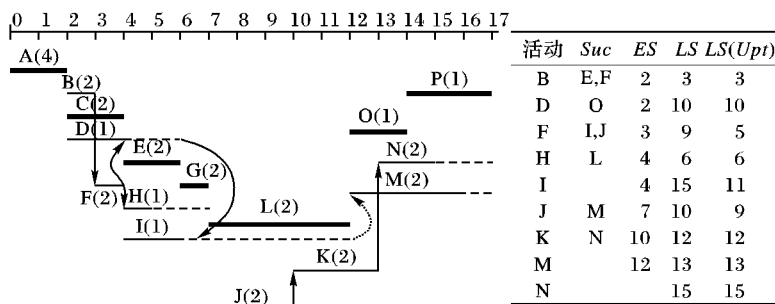 0 1 2 3 4 5 6 7 8 9 10 11 12 13 14 15 16 17
A(4)
P(1)
B(2)
C(2)
O(1)
D(1)
E(2)
N(2)
G(2)
M(2)
F(2)
H(1)
L(2)
I(1)
K(2)
J(2)
活动 Suc ES LS LS(Upt)
B E,F 2 3 3
D O 2 10 10
F I,J 3 9 5
H L 4 6 6
I 4 15 11
J M 7 10 9
K N 10 12 12
M 12 13 13
N 15 15